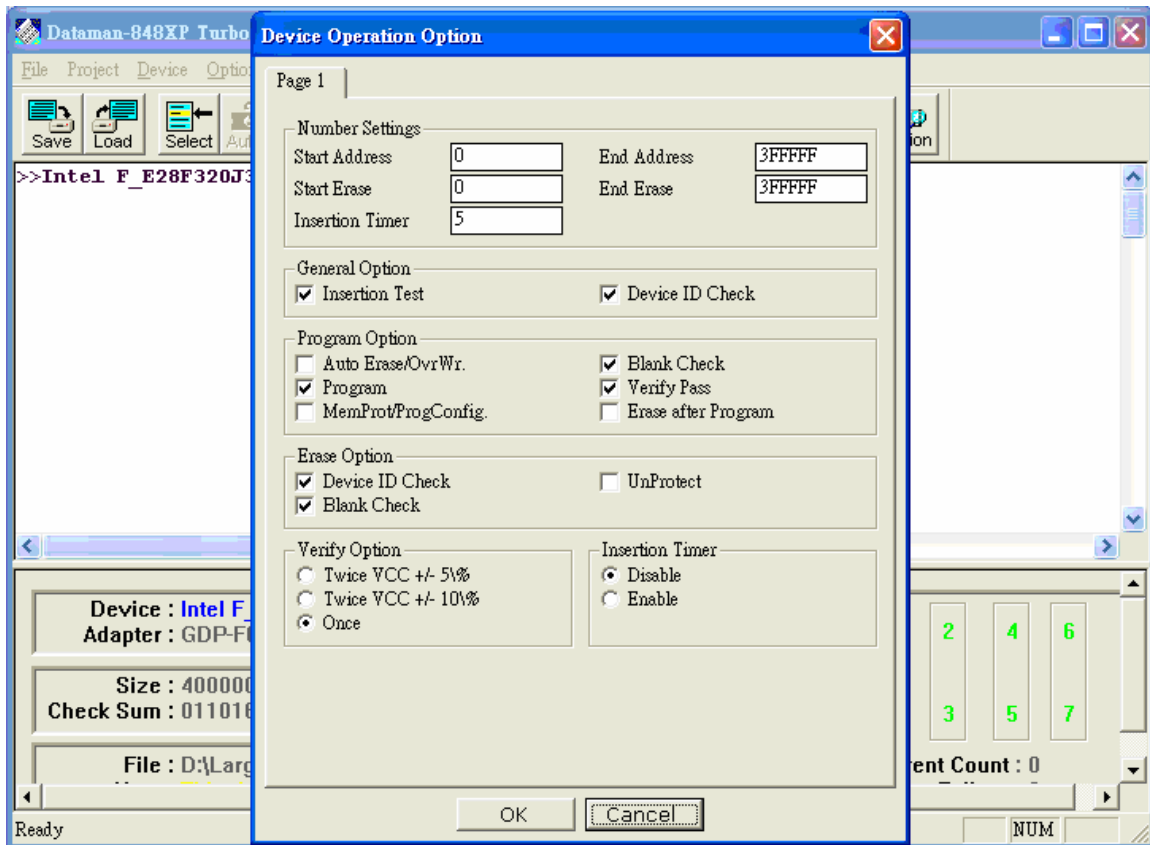 Dataman-848XP Turbo
Device Operation Option
File Project Device Optio
Page 1
Save Load Select Au ion
Number Settings
Start Address 0 End Address 3FFFFF
Start Erase 0 End Erase 3FFFFF
Insertion Timer 5
>>Intel F_E28F320J3
General Option
Insertion Test Device ID Check
Program Option
Auto Erase/OvrWr. Blank Check
Program Verify Pass
MemProt/ProgConfig. Erase after Program
Erase Option
Device ID Check UnProtect
Blank Check
Verify Option Insertion Timer
Twice VCC +/- 5\% Disable
Twice VCC +/- 10\% Enable
Once
Device : Intel F_ 2 4 6
Adapter : GDP-F
Size : 400000
Check Sum : 011016 3 5 7
File : D:\Larg ent Count : 0
OK Cancel
Ready NUM